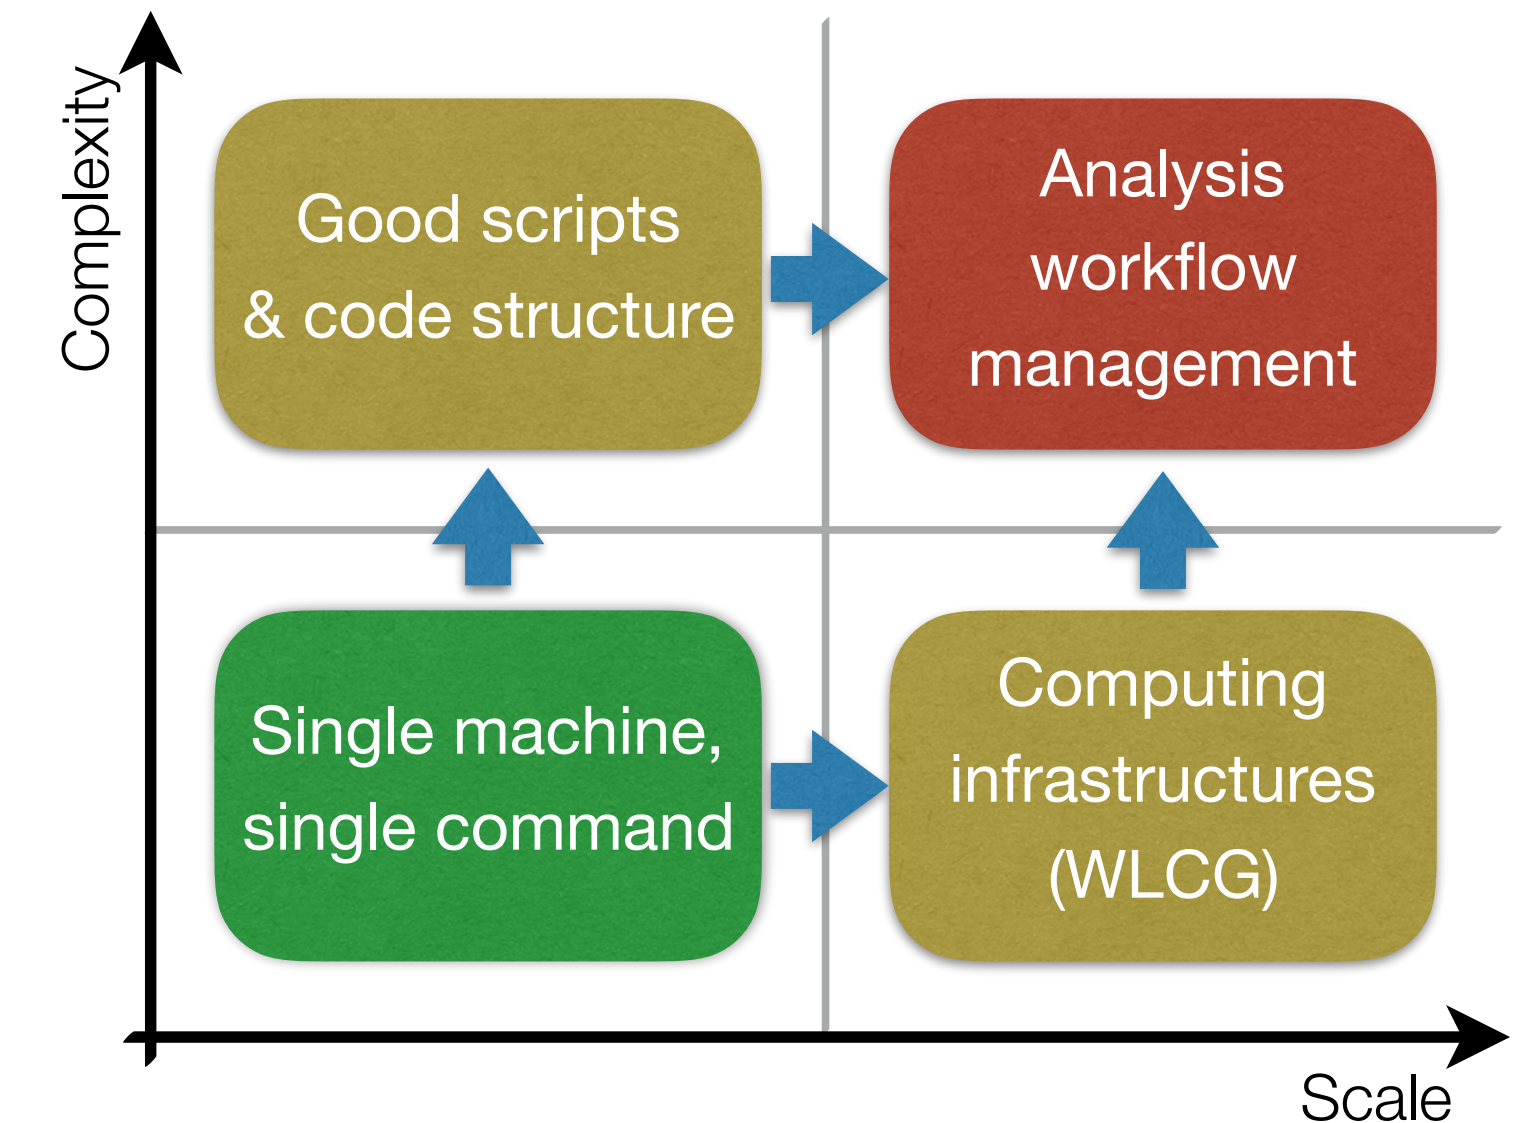 Complexity
Good scripts
& code structure
Analysis
workflow
management
Single machine,
single command
Computing
infrastructures
(WLCG)
Scale